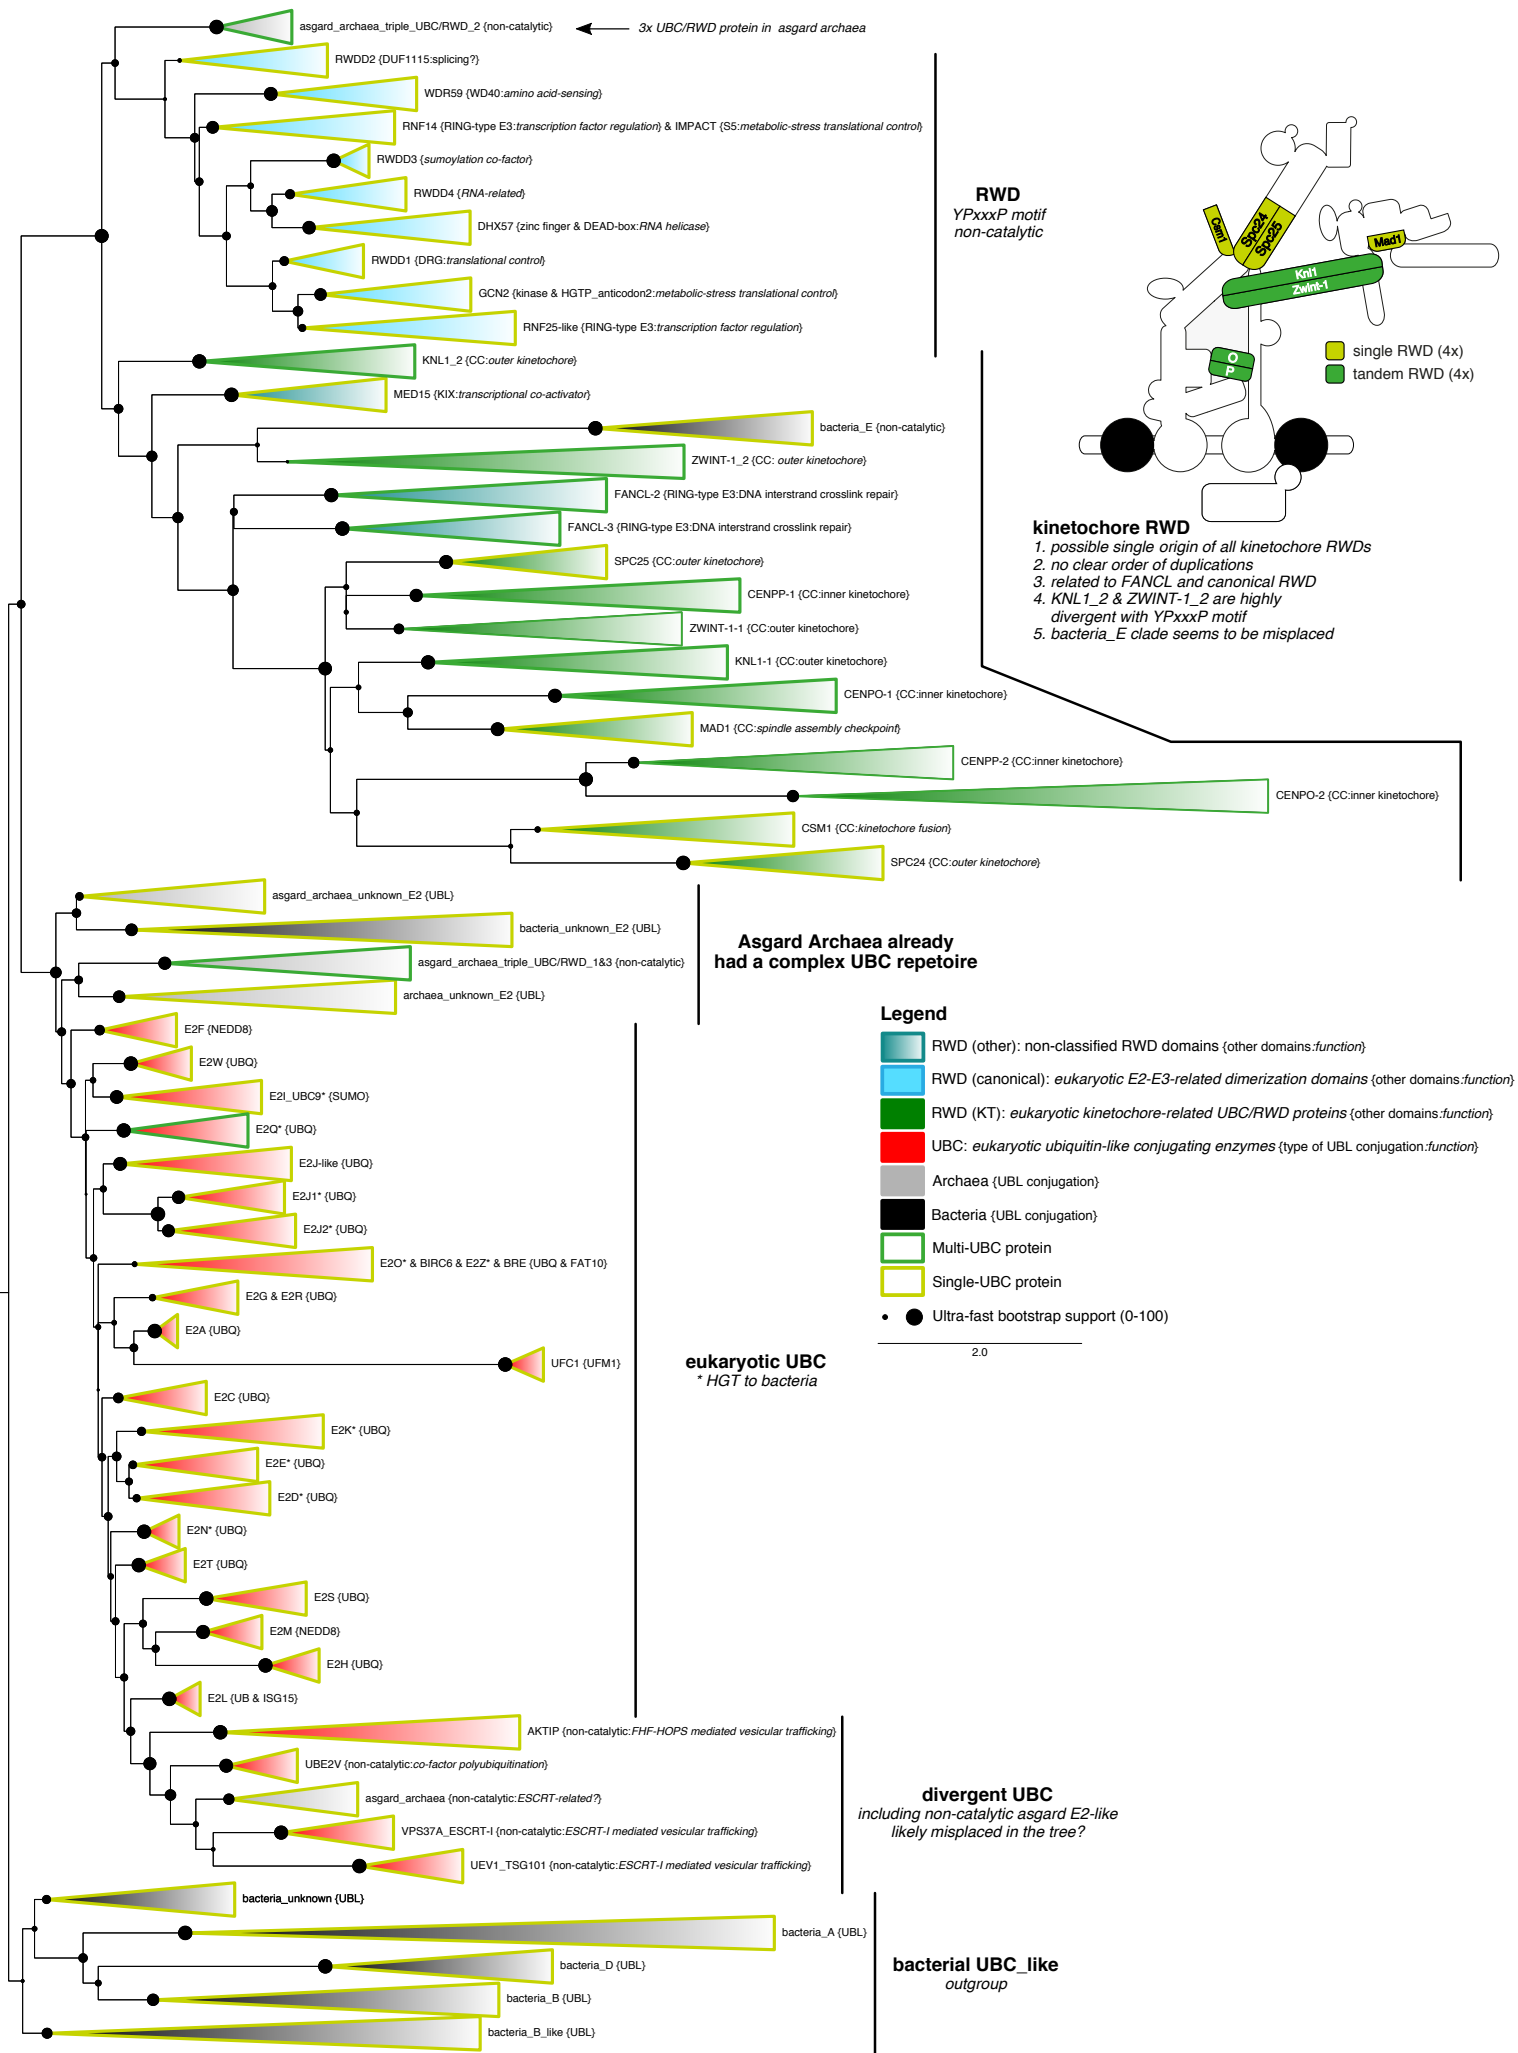 asgard_archaea_triple_UBC/RWD_2 {non-catalytic}
3x UBC/RWD protein in asgard archaea
RWDD2 {DUF1115:splicing?}
WDR59 {WD40:amino acid-sensing}
RNF14 {RING-type E3:transcription factor regulation} & IMPACT {S5:metabolic-stress translational control}
RWDD3 {sumoylation co-factor}
RWDD4 {RNA-related}
DHX57 {zinc finger & DEAD-box:RNA helicase}
RWDD1 {DRG:translational control}
GCN2 {kinase & HGTP_anticodon2:metabolic-stress translational control}
RNF25-like {RING-type E3:transcription factor regulation}
RWD
YPxxxP motif
non-catalytic
KNL1_2 {CC:outer kinetochore}
MED15 {KIX:transcriptional co-activator}
bacteria_E {non-catalytic}
ZWINT-1_2 {CC: outer kinetochore}
FANCL-2 {RING-type E3:DNA interstrand crosslink repair}
FANCL-3 {RING-type E3:DNA interstrand crosslink repair}
SPC25 {CC:outer kinetochore}
CENPP-1 {CC:inner kinetochore}
ZWINT-1-1 {CC:outer kinetochore}
KNL1-1 {CC:outer kinetochore}
CENPO-1 {CC:inner kinetochore}
MAD1 {CC:spindle assembly checkpoint}
CENPP-2 {CC:inner kinetochore}
CENPO-2 {CC:inner kinetochore}
CSM1 {CC:kinetochore fusion}
SPC24 {CC:outer kinetochore}
Csm1
Spc24
Spc25
Mad1
Knl1
Zwint-1
O
P
single RWD (4x)
tandem RWD (4x)
kinetochore RWD
1. possible single origin of all kinetochore RWDs
2. no clear order of duplications
3. related to FANCL and canonical RWD
4. KNL1_2 & ZWINT-1_2 are highly
divergent with YPxxxP motif
5. bacteria_E clade seems to be misplaced
asgard_archaea_unknown_E2 {UBL}
bacteria_unknown_E2 {UBL}
asgard_archaea_triple_UBC/RWD_1&3 {non-catalytic}
archaea_unknown_E2 {UBL}
Asgard Archaea already
had a complex UBC repetoire
E2F {NEDD8}
E2W {UBQ}
E2I_UBC9* {SUMO}
E2Q* {UBQ}
E2J-like {UBQ}
E2J1* {UBQ}
E2J2* {UBQ}
E2O* & BIRC6 & E2Z* & BRE {UBQ & FAT10}
E2G & E2R {UBQ}
E2A {UBQ}
UFC1 {UFM1}
E2C {UBQ}
E2K* {UBQ}
E2E* {UBQ}
E2D* {UBQ}
E2N* {UBQ}
E2T {UBQ}
E2S {UBQ}
E2M {NEDD8}
E2H {UBQ}
E2L {UB & ISG15}
eukaryotic UBC
* HGT to bacteria
Legend
RWD (other): non-classified RWD domains {other domains:function}
RWD (canonical): eukaryotic E2-E3-related dimerization domains {other domains:function}
RWD (KT): eukaryotic kinetochore-related UBC/RWD proteins {other domains:function}
UBC: eukaryotic ubiquitin-like conjugating enzymes {type of UBL conjugation:function}
Archaea {UBL conjugation}
Bacteria {UBL conjugation}
Multi-UBC protein
Single-UBC protein
Ultra-fast bootstrap support (0-100)
2.0
AKTIP {non-catalytic:FHF-HOPS mediated vesicular trafficking}
UBE2V {non-catalytic:co-factor polyubiquitination}
asgard_archaea {non-catalytic:ESCRT-related?}
VPS37A_ESCRT-I {non-catalytic:ESCRT-I mediated vesicular trafficking}
UEV1_TSG101 {non-catalytic:ESCRT-I mediated vesicular trafficking}
divergent UBC
including non-catalytic asgard E2-like
likely misplaced in the tree?
bacteria_unknown {UBL}
bacteria_A {UBL}
bacteria_D {UBL}
bacteria_B {UBL}
bacteria_B_like {UBL}
bacterial UBC_like
outgroup